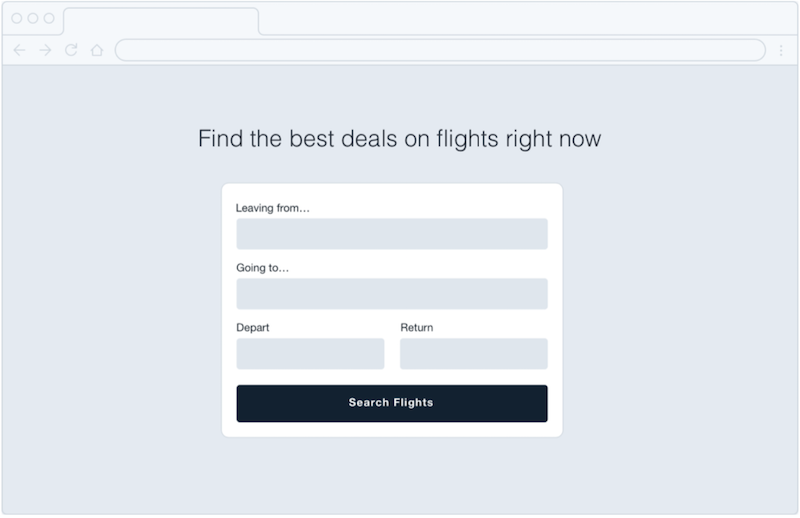 Find the best deals on flights right now
Leaving from…
Going to…
Depart
Return
Search Flights